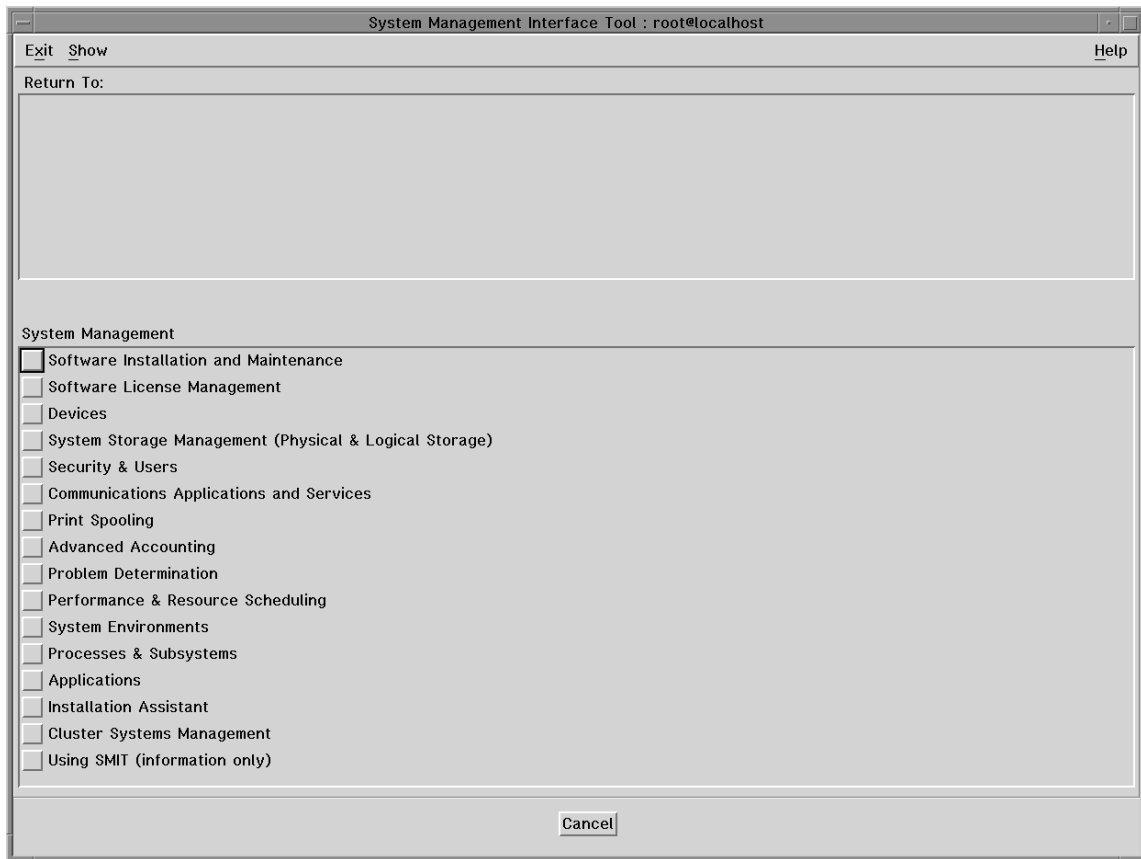 System Management Interface Tool : root@localhost
Exit Show Help
Return To:
System Management
Software Installation and Maintenance
Software License Management
Devices
System Storage Management (Physical & Logical Storage)
Security & Users
Communications Applications and Services
Print Spooling
Advanced Accounting
Problem Determination
Performance & Resource Scheduling
System Environments
Processes & Subsystems
Applications
Installation Assistant
Cluster Systems Management
Using SMIT (information only)
Cancel